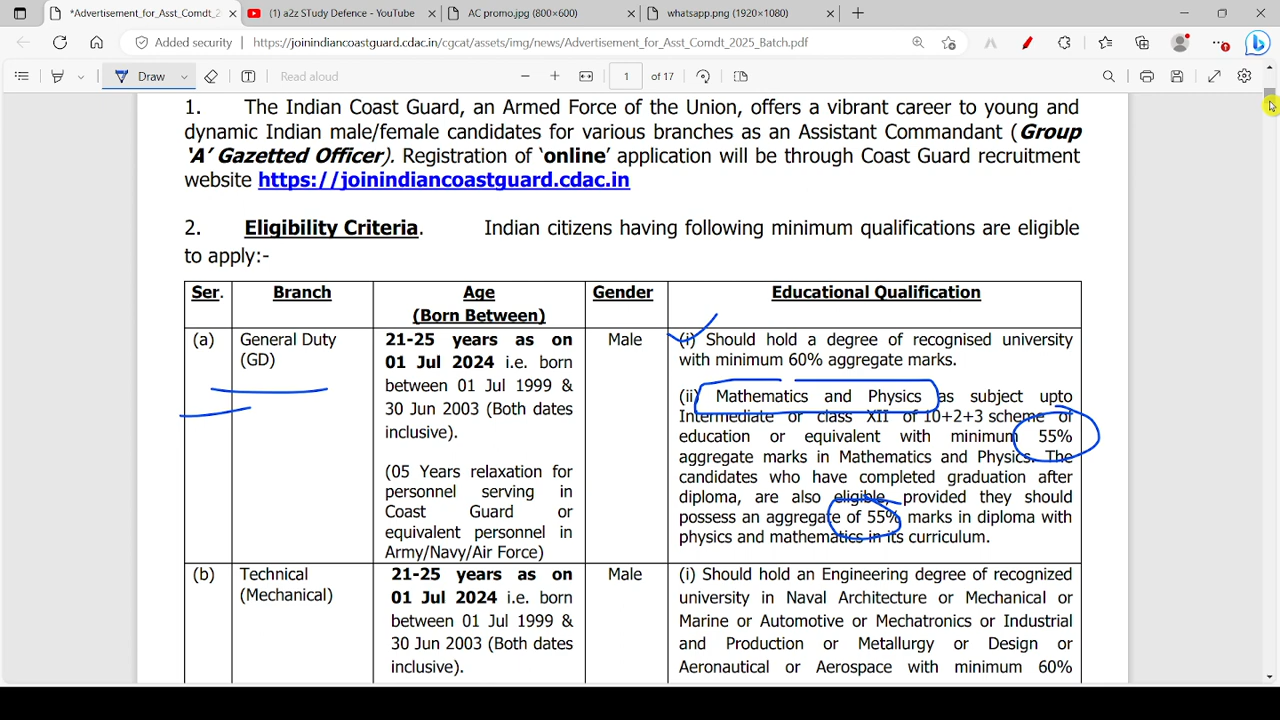 *Advertisement_for_Asst_Comdt_2
(1) a2z STudy Defence - YouTube
AC promo.jpg (800×600)
whatsapp.png (1920×1080)
Added security
https://joinindiancoastguard.cdac.in/cgcat/assets/img/news/Advertisement_for_Asst_Comdt_2025_Batch.pdf
Draw
Read aloud
1
of 17
1. The Indian Coast Guard, an Armed Force of the Union, offers a vibrant career to young and
dynamic Indian male/female candidates for various branches as an Assistant Commandant (Group
‘A’ Gazetted Officer). Registration of ‘online’ application will be through Coast Guard recruitment
website https://joinindiancoastguard.cdac.in
2. Eligibility Criteria. Indian citizens having following minimum qualifications are eligible
to apply:-
Ser. Branch Age Gender Educational Qualification
(Born Between)
(a)
General Duty
(GD)
21-25 years as on
01 Jul 2024 i.e. born
between 01 Jul 1999 &
30 Jun 2003 (Both dates
inclusive).
(05 Years relaxation for
personnel serving in
Coast Guard or
equivalent personnel in
Army/Navy/Air Force)
Male
(i) Should hold a degree of recognised university
with minimum 60% aggregate marks.
(ii) Mathematics and Physics as subject upto
Intermediate or class XII of 10+2+3 scheme of
education or equivalent with minimum 55%
aggregate marks in Mathematics and Physics. The
candidates who have completed graduation after
diploma, are also eligible, provided they should
possess an aggregate of 55% marks in diploma with
physics and mathematics in its curriculum.
(b)
Technical
(Mechanical)
21-25 years as on
01 Jul 2024 i.e. born
between 01 Jul 1999 &
30 Jun 2003 (Both dates
inclusive).
Male
(i) Should hold an Engineering degree of recognized
university in Naval Architecture or Mechanical or
Marine or Automotive or Mechatronics or Industrial
and Production or Metallurgy or Design or
Aeronautical or Aerospace with minimum 60%